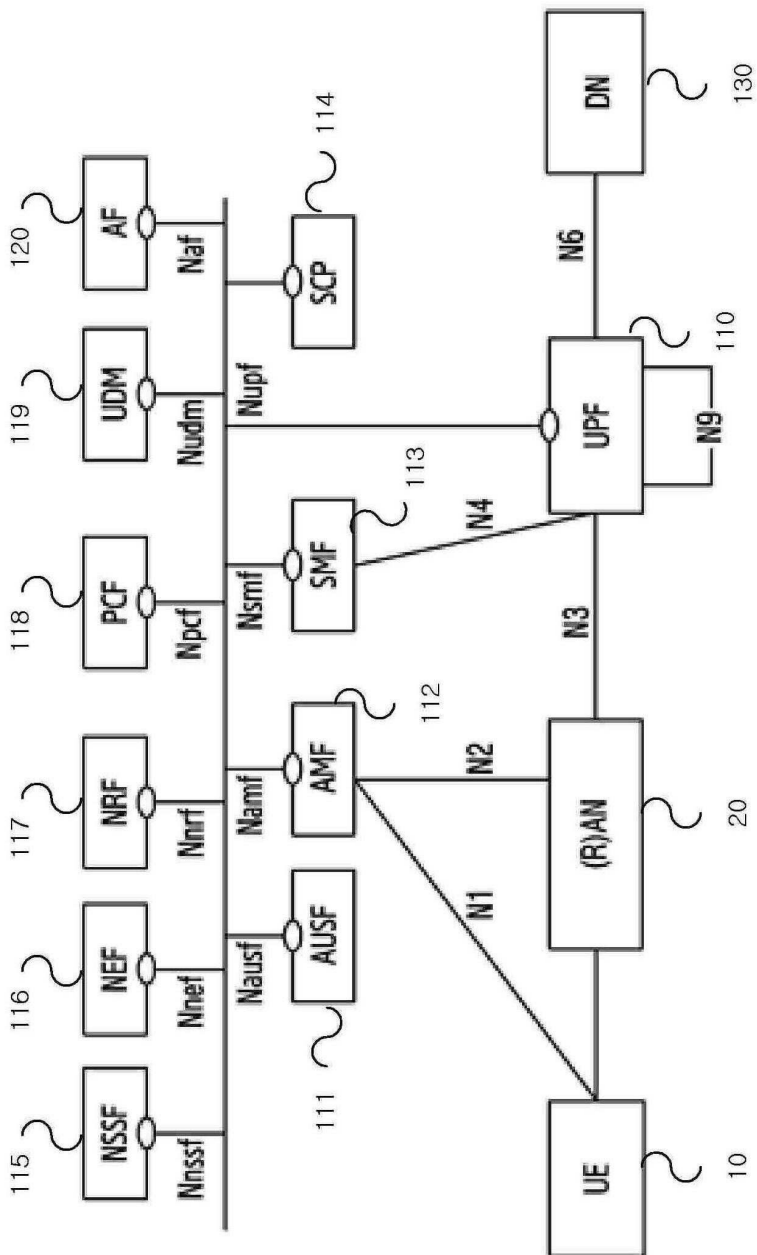 115
116
117
118
119
120
NSSF
NEF
NRF
PCF
UDM
AF
Nnssf
Nnef
Nnrf
Npcf
Nudm
Naf
Nausf
Namf
Nsmf
Nupf
AUSF
AMF
SMF
SCP
111
112
113
114
N1
N2
N4
UE
(R)AN
N3
UPF
N6
DN
N9
10
20
110
130